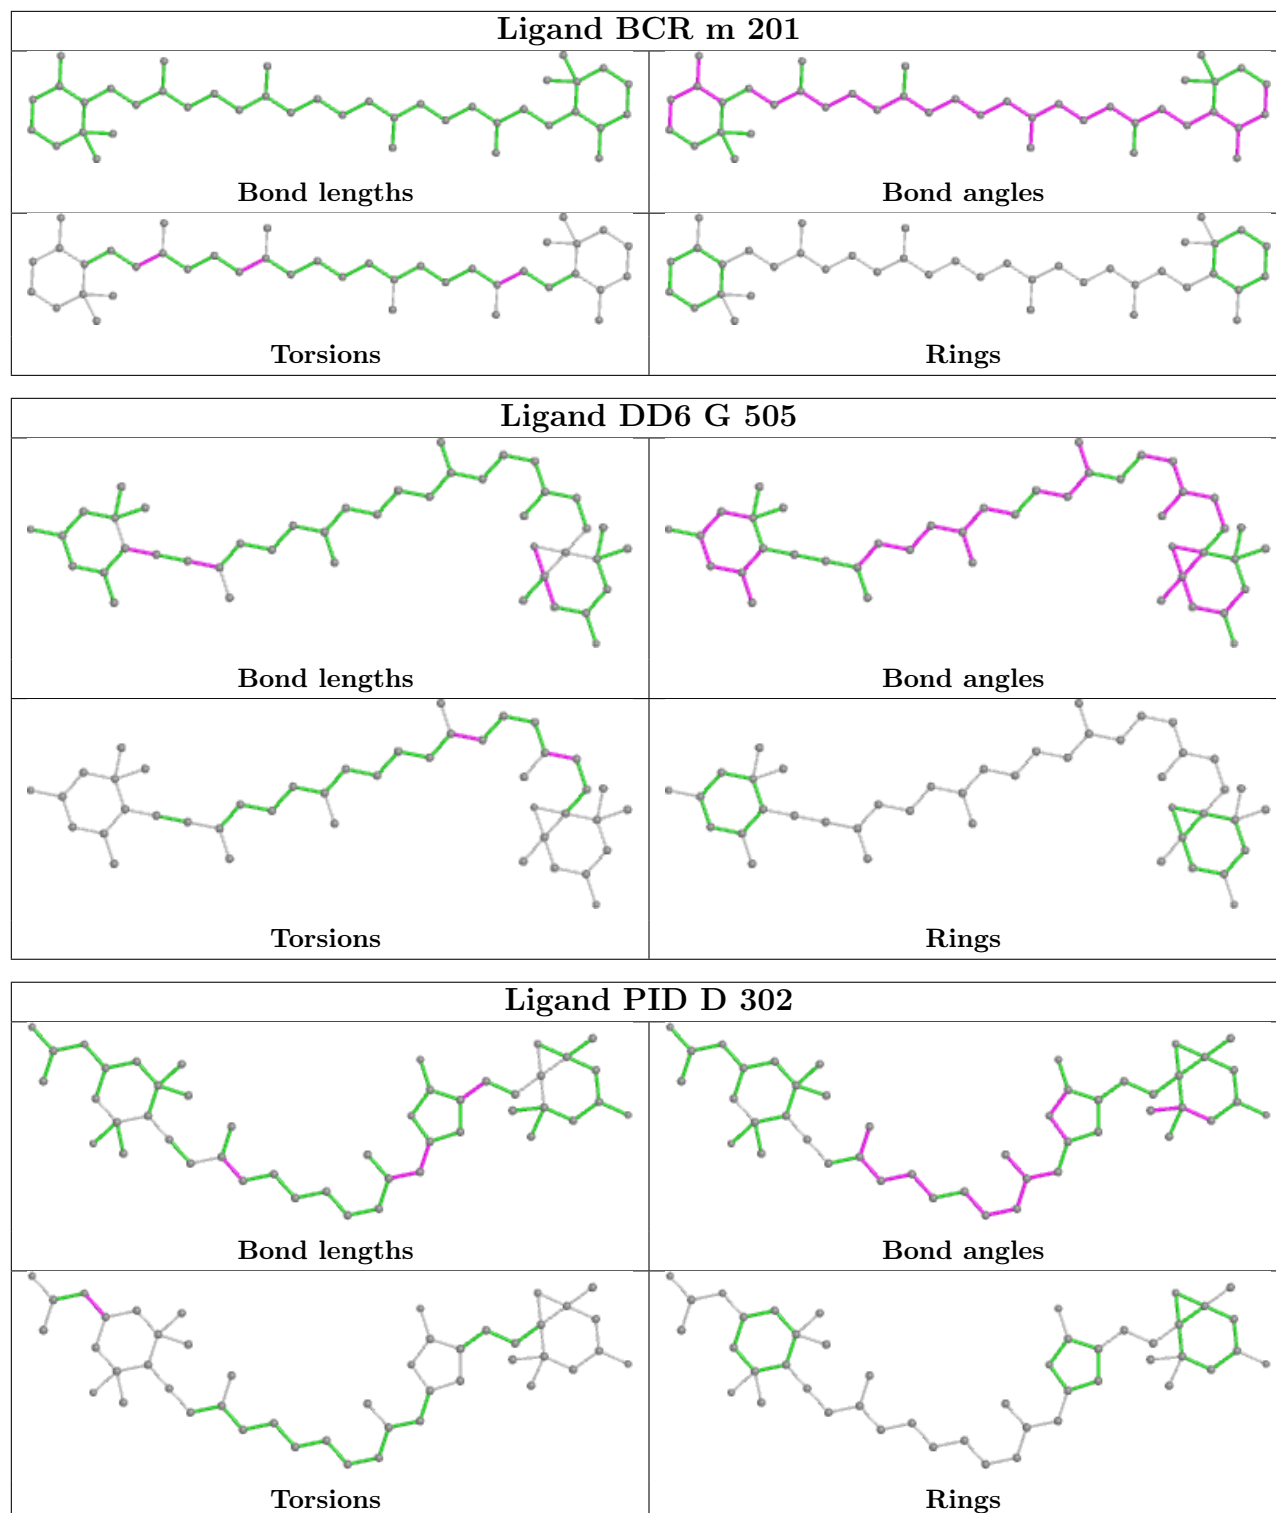 Ligand BCR m 201
Bond lengths
Bond angles
Torsions
Rings
Ligand DD6 G 505
Bond lengths
Bond angles
Torsions
Rings
Ligand PID D 302
Bond lengths
Bond angles
Torsions
Rings